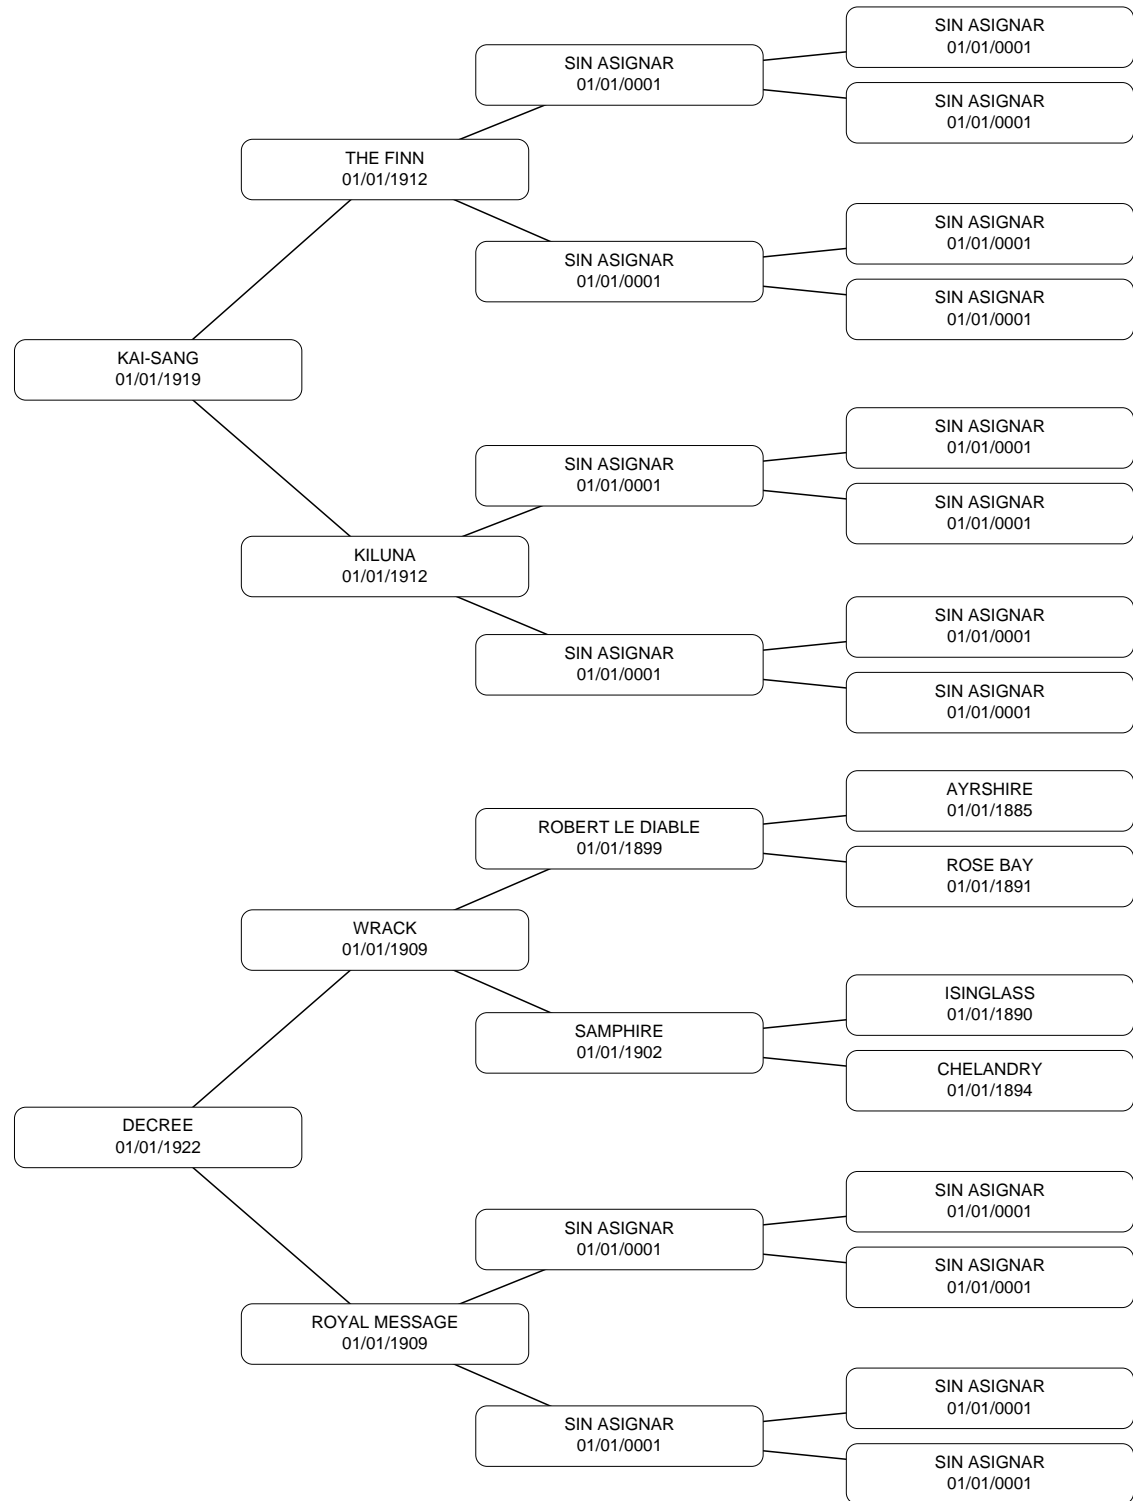 SIN ASIGNAR
01/01/0001
SIN ASIGNAR
01/01/0001
SIN ASIGNAR
01/01/0001
THE FINN
01/01/1912
SIN ASIGNAR
01/01/0001
SIN ASIGNAR
01/01/0001
SIN ASIGNAR
01/01/0001
KAI-SANG
01/01/1919
SIN ASIGNAR
01/01/0001
SIN ASIGNAR
01/01/0001
SIN ASIGNAR
01/01/0001
KILUNA
01/01/1912
SIN ASIGNAR
01/01/0001
SIN ASIGNAR
01/01/0001
SIN ASIGNAR
01/01/0001
AYRSHIRE
01/01/1885
ROBERT LE DIABLE
01/01/1899
ROSE BAY
01/01/1891
WRACK
01/01/1909
ISINGLASS
01/01/1890
SAMPHIRE
01/01/1902
CHELANDRY
01/01/1894
DECREE
01/01/1922
SIN ASIGNAR
01/01/0001
SIN ASIGNAR
01/01/0001
SIN ASIGNAR
01/01/0001
ROYAL MESSAGE
01/01/1909
SIN ASIGNAR
01/01/0001
SIN ASIGNAR
01/01/0001
SIN ASIGNAR
01/01/0001